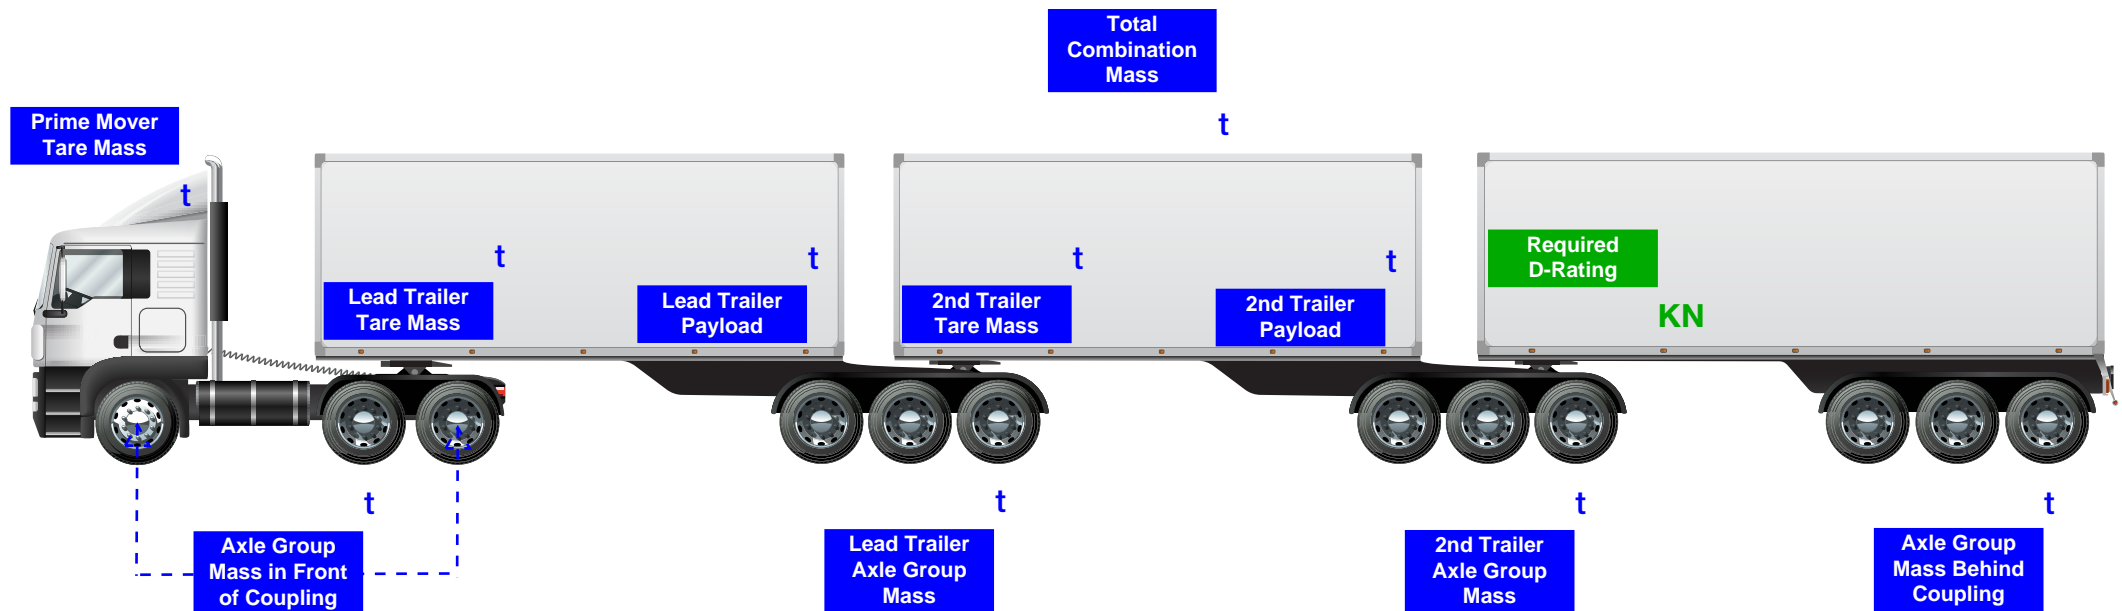 Total
Combination
Mass
t
Prime Mover
Tare Mass
t
t
Lead Trailer
Tare Mass
t
Lead Trailer
Payload
t
2nd Trailer
Tare Mass
t
2nd Trailer
Payload
Required
D-Rating
KN
t
Axle Group
Mass in Front
of Coupling
t
Lead Trailer
Axle Group
Mass
t
2nd Trailer
Axle Group
Mass
t
Axle Group
Mass Behind
Coupling